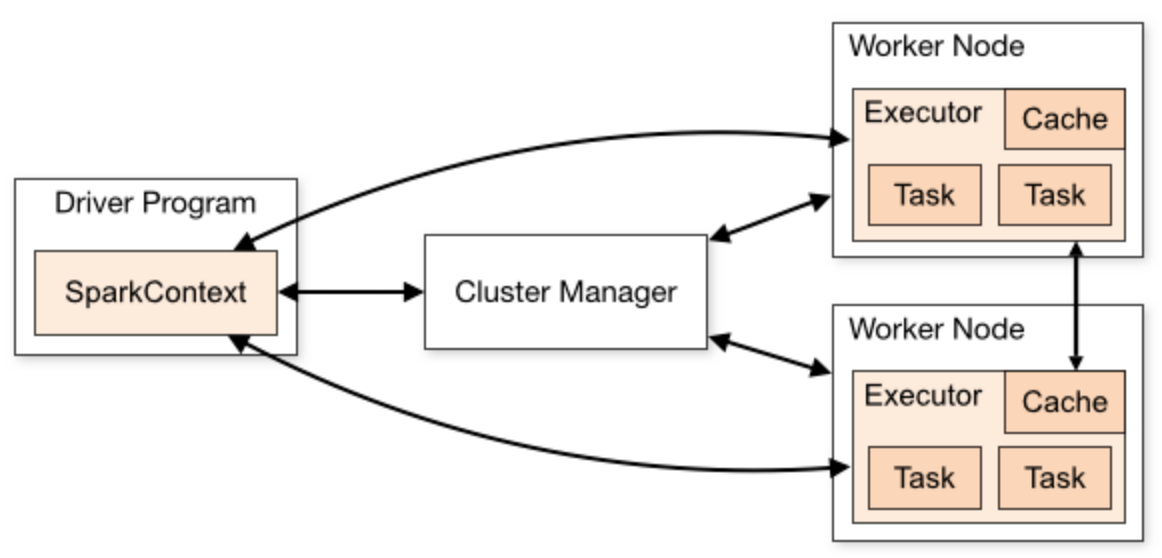 Driver Program
SparkContext
Cluster Manager
Worker Node
Executor
Cache
Task
Task
Worker Node
Executor
Cache
Task
Task